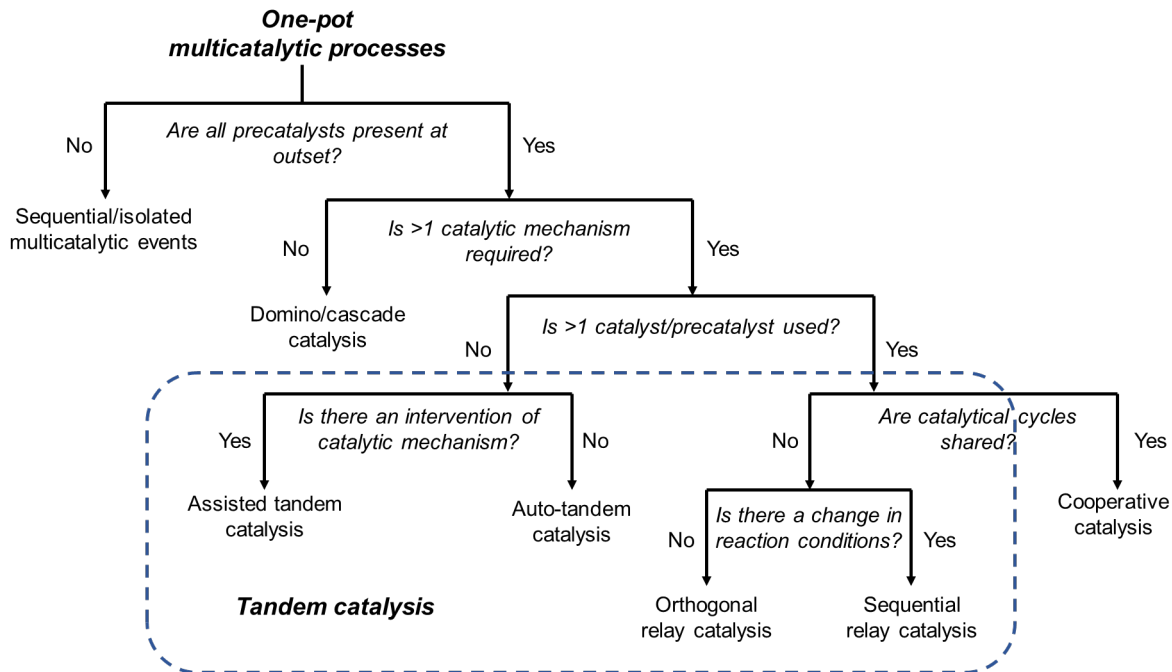 One-pot
multicatalytic processes
No
Are all precatalysts present at
outset?
Yes
Sequential/isolated
multicatalytic events
No
Is >1 catalytic mechanism
required?
Yes
Domino/cascade
catalysis
No
Is >1 catalyst/precatalyst used?
Yes
Yes
Is there an intervention of
catalytic mechanism?
No
No
Are catalytical cycles
shared?
Yes
Assisted tandem
catalysis
Auto-tandem
catalysis
Cooperative
catalysis
No
Is there a change in
reaction conditions?
Yes
Tandem catalysis
Orthogonal
relay catalysis
Sequential
relay catalysis